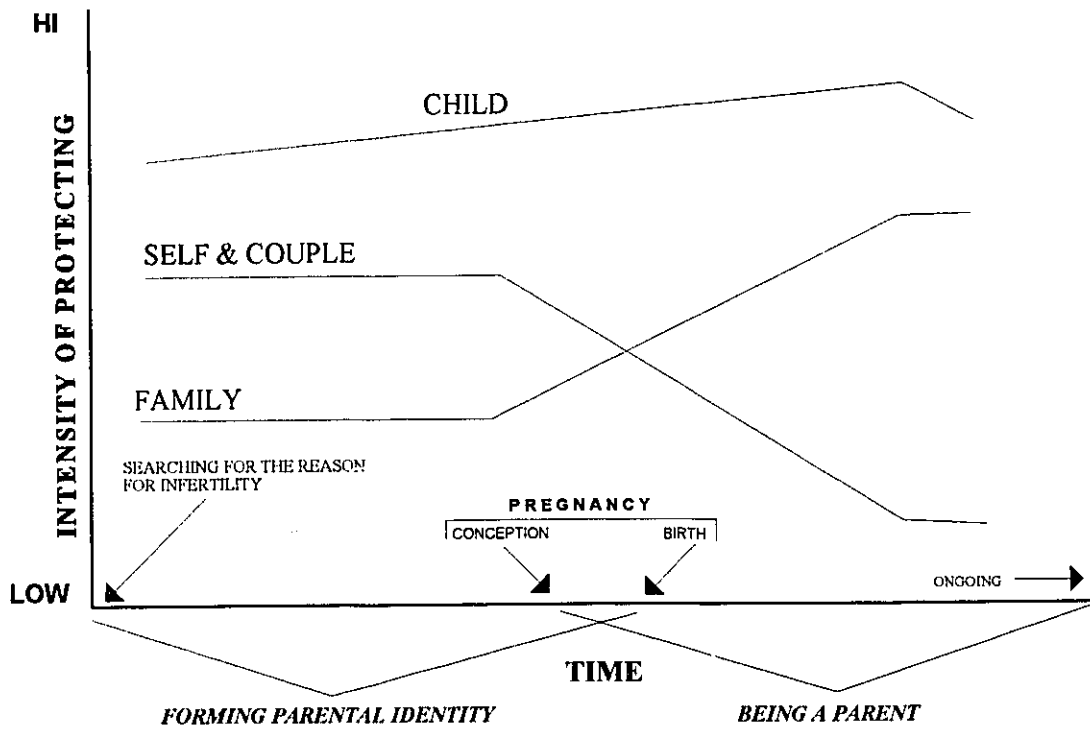 HI
CHILD
INTENSITY OF PROTECTING
SELF & COUPLE
FAMILY
SEARCHING FOR THE REASON
FOR INFERTILITY
PREGNANCY
CONCEPTION BIRTH
ONGOING
LOW
TIME
FORMING PARENTAL IDENTITY BEING A PARENT